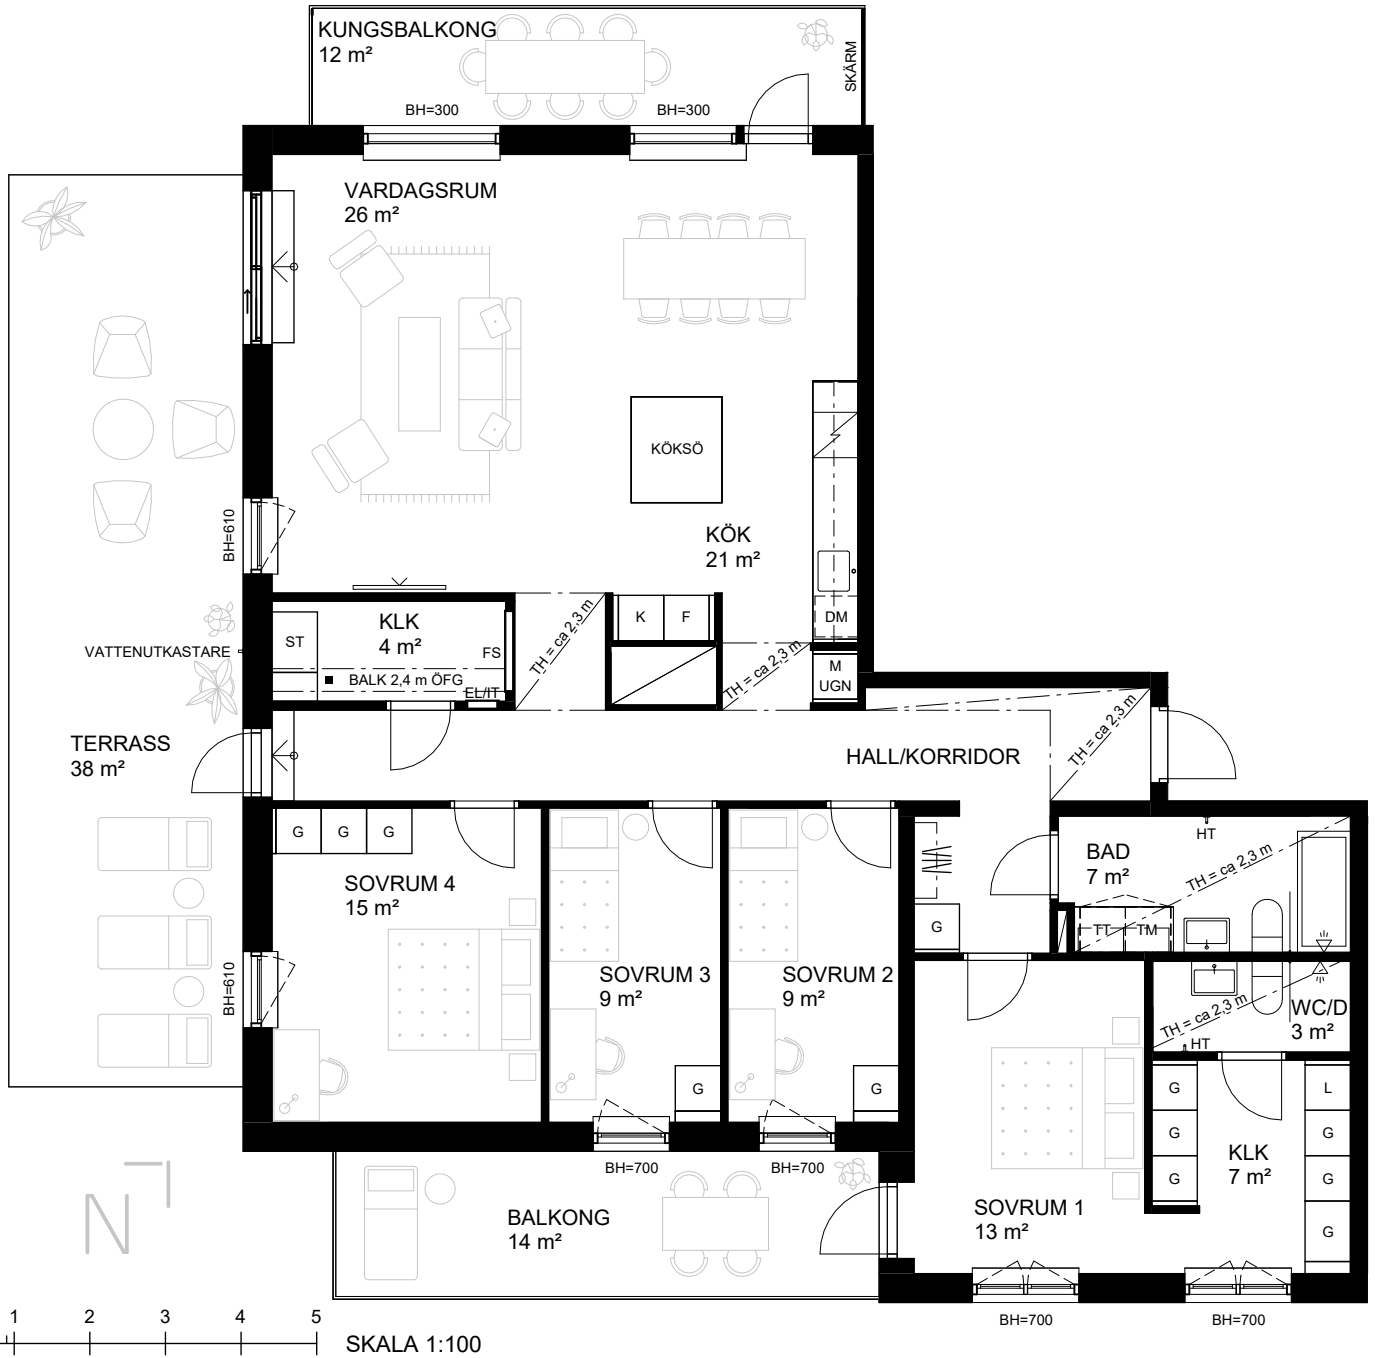 KUNGSBALKONG
12 m²
SKÄRM
BH=300
BH=300
VARDAGSRUM
26 m²
KÖKSÖ
KÖK
21 m²
BH=610
KLK
4 m²
ST
FS
BALK 2,4 m ÖFG
EL/IT
VATTENUTKASTARE
TH = ca 2,3 m
K
F
TH = ca 2,3 m
DM
M
UGN
TERRASS
38 m²
HALL/KORRIDOR
TH = ca 2,3 m
G
G
G
SOVRUM 4
15 m²
BH=610
SOVRUM 3
9 m²
G
SOVRUM 2
9 m²
G
G
BAD
7 m²
HT
TH = ca 2,3 m
TT
TM
WC/D
3 m²
TH = ca 2,3 m
HT
G
G
G
L
G
G
G
KLK
7 m²
SOVRUM 1
13 m²
BH=700
BH=700
BALKONG
14 m²
BH=700
BH=700
N
1
2
3
4
5
SKALA 1:100